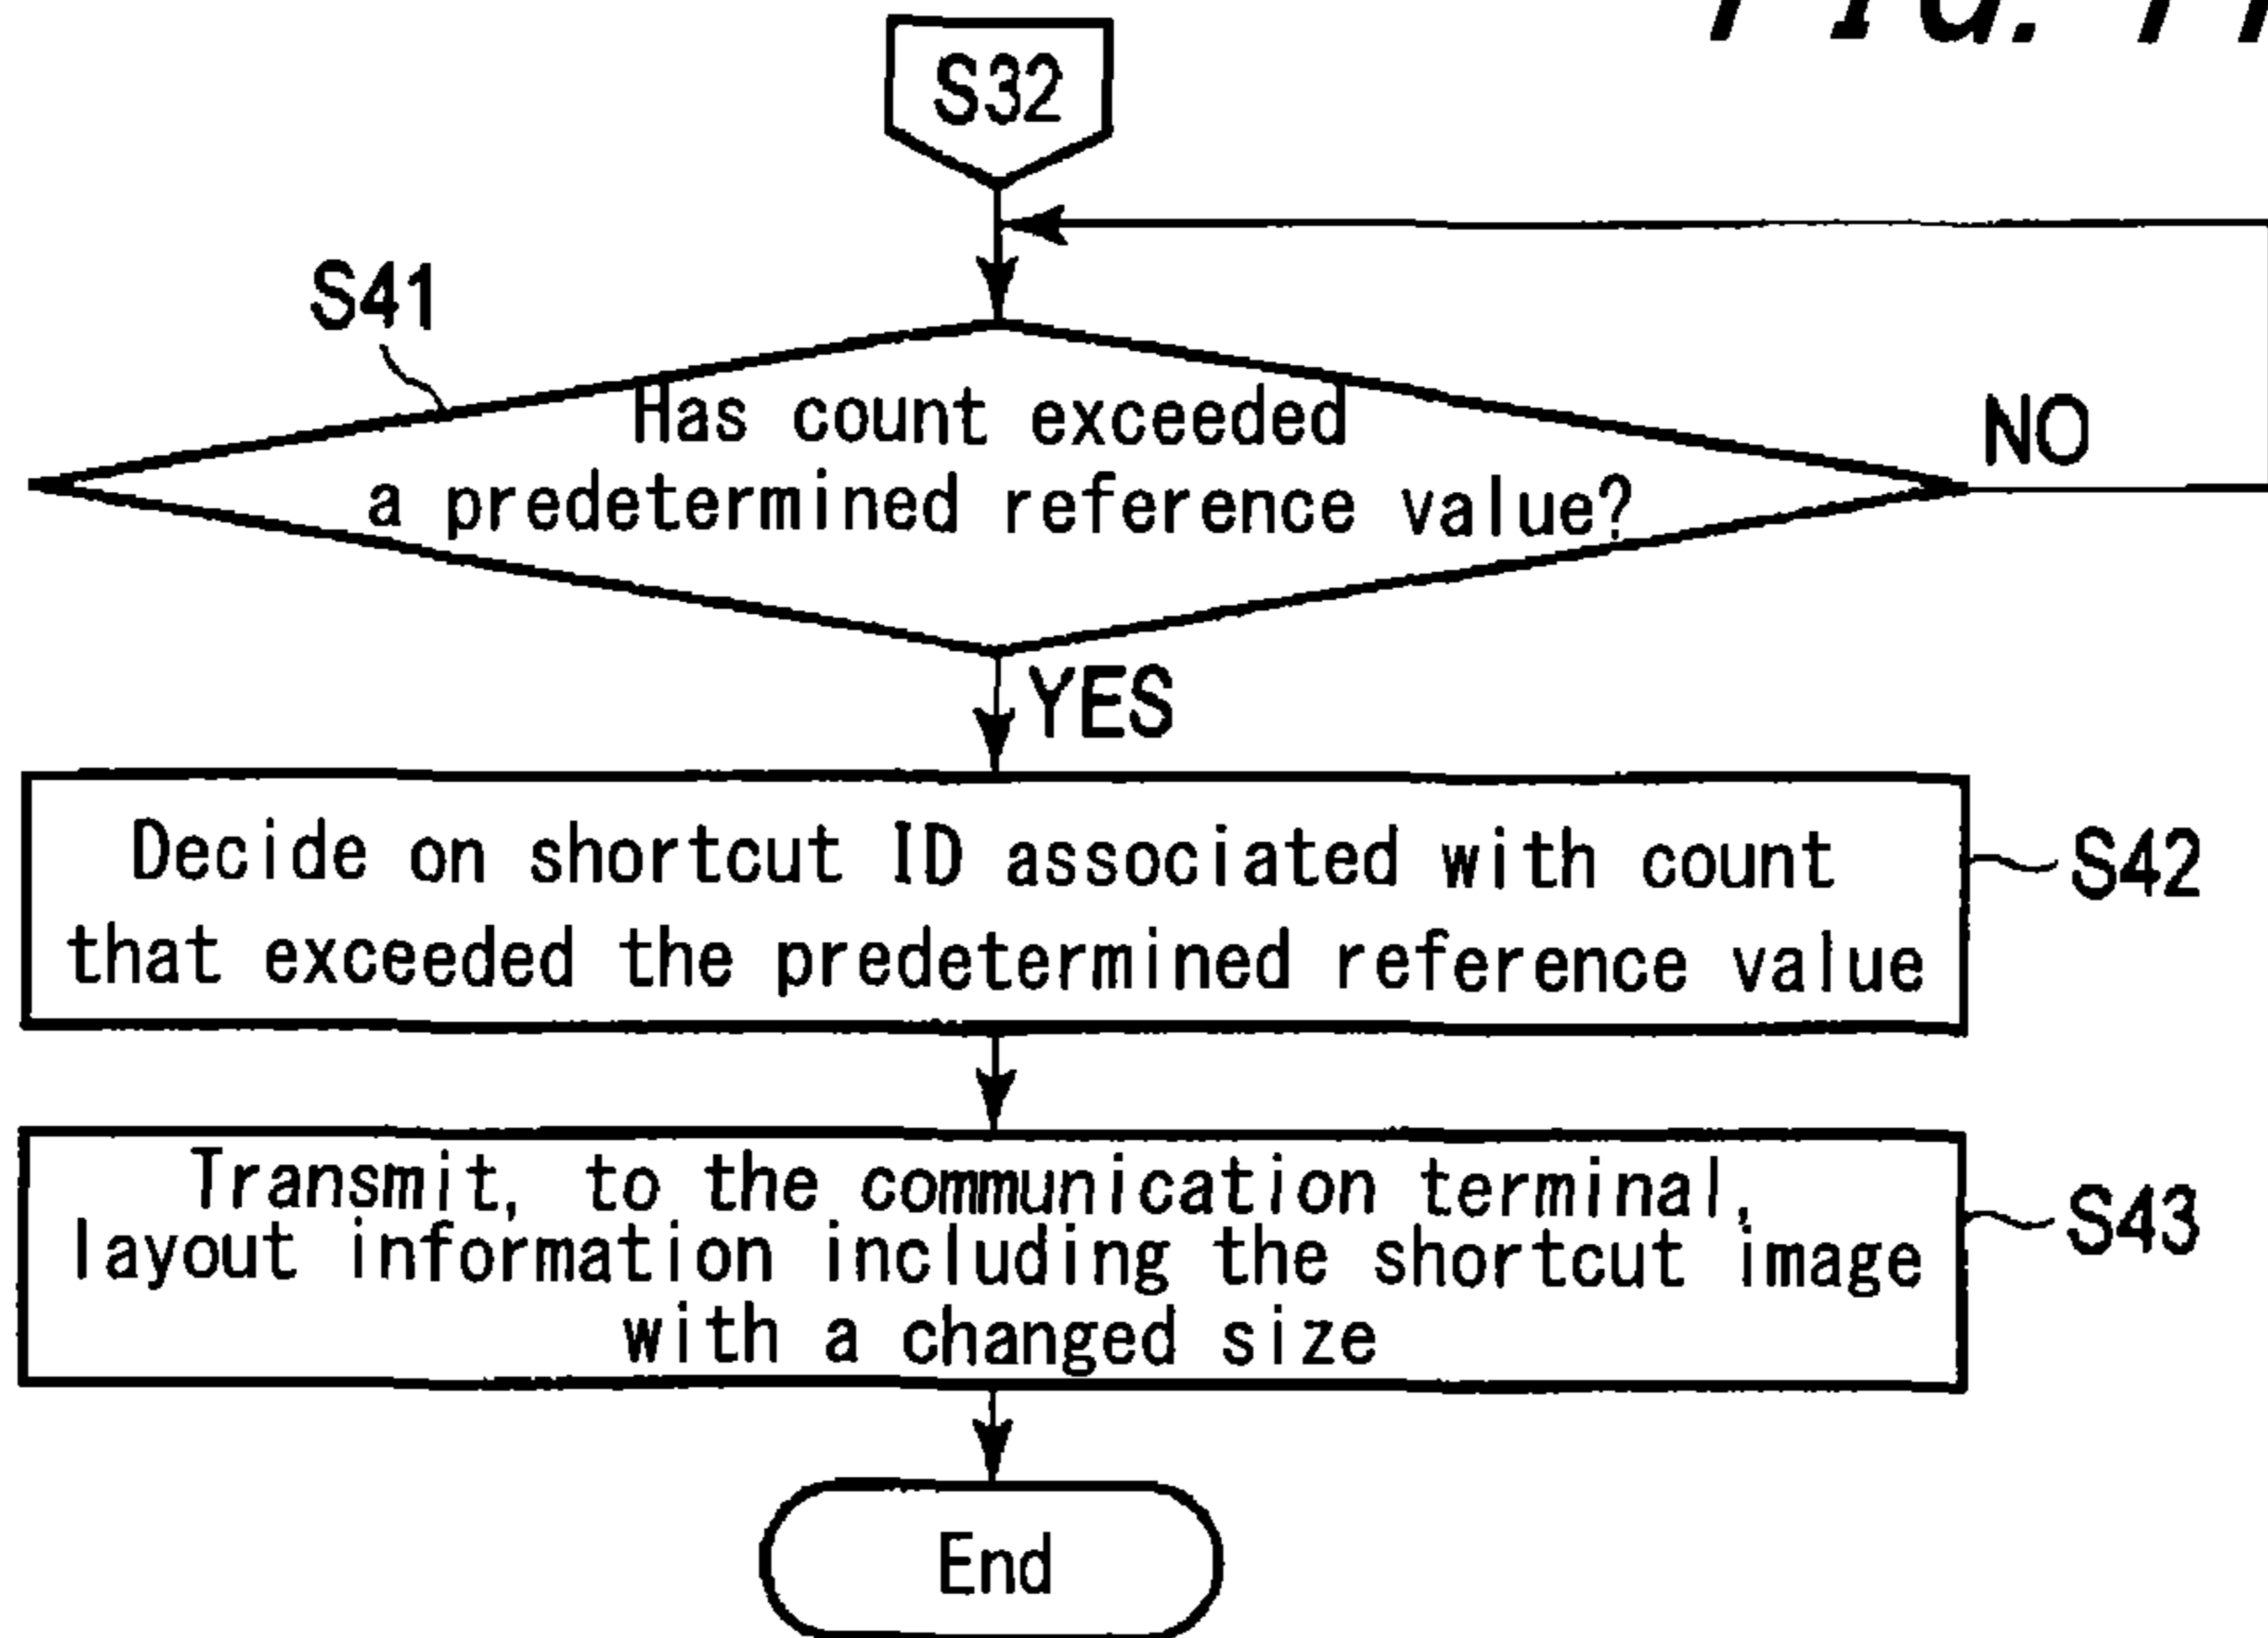 FIG. 11
S32
S41
Has count exceeded
a predetermined reference value?
NO
YES
Decide on shortcut ID associated with count
that exceeded the predetermined reference value
S42
Transmit, to the communication terminal,
layout information including the shortcut image
with a changed size
S43
End